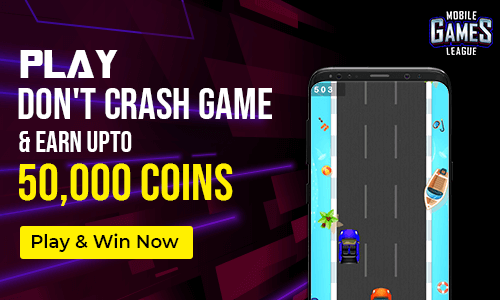 MOBILE
GAMES
LEAGUE
PLAY
DON'T CRASH GAME
& EARN UPTO
50,000 COINS
Play & Win Now
503